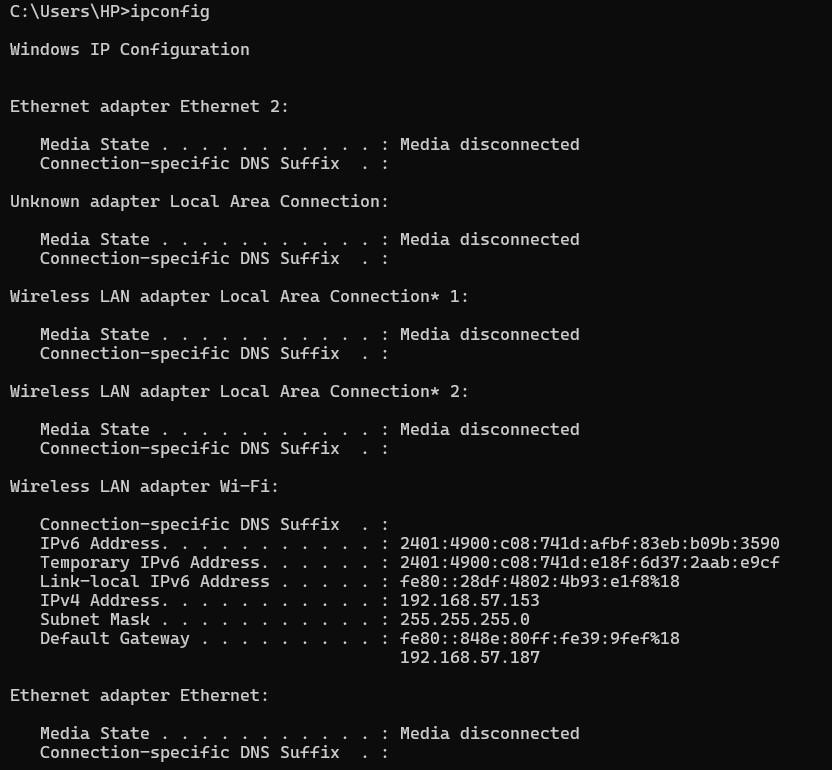 C:\Users\HP>ipconfig
Windows IP Configuration
Ethernet adapter Ethernet 2:
   Media State . . . . . . . . . . . : Media disconnected
   Connection-specific DNS Suffix  . :
Unknown adapter Local Area Connection:
   Media State . . . . . . . . . . . : Media disconnected
   Connection-specific DNS Suffix  . :
Wireless LAN adapter Local Area Connection* 1:
   Media State . . . . . . . . . . . : Media disconnected
   Connection-specific DNS Suffix  . :
Wireless LAN adapter Local Area Connection* 2:
   Media State . . . . . . . . . . . : Media disconnected
   Connection-specific DNS Suffix  . :
Wireless LAN adapter Wi-Fi:
   Connection-specific DNS Suffix  . :
   IPv6 Address. . . . . . . . . . . : 2401:4900:c08:741d:afbf:83eb:b09b:3590
   Temporary IPv6 Address. . . . . . : 2401:4900:c08:741d:e18f:6d37:2aab:e9cf
   Link-local IPv6 Address . . . . . : fe80::28df:4802:4b93:e1f8%18
   IPv4 Address. . . . . . . . . . . : 192.168.57.153
   Subnet Mask . . . . . . . . . . . : 255.255.255.0
   Default Gateway . . . . . . . . . : fe80::848e:80ff:fe39:9fef%18
                                       192.168.57.187
Ethernet adapter Ethernet:
   Media State . . . . . . . . . . . : Media disconnected
   Connection-specific DNS Suffix  . :